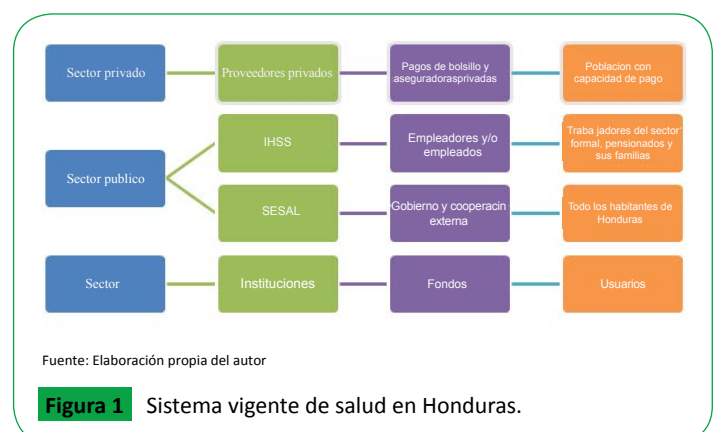 Sector privado
Proveedores privados
Pagos de bolsillo y
aseguradorasprivadas
Poblacion con
capacidad de pago
Sector publico
IHSS
Empleadores y/o
empleados
Traba jadores del sector
formal, pensionados y
sus familias
SESAL
Gobierno y cooperacin
externa
Todo los habitantes de
Honduras
Sector
Instituciones
Fondos
Usuarios
Fuente: Elaboración propia del autor
Figura 1 Sistema vigente de salud en Honduras.